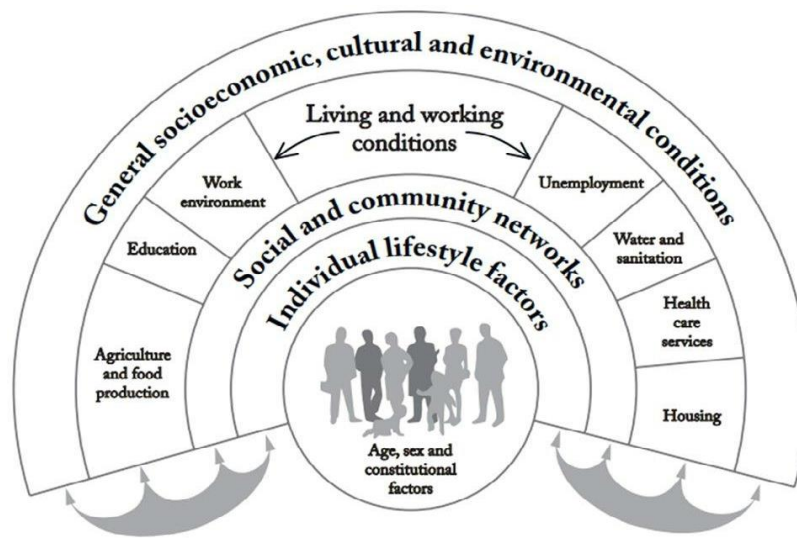 General socioeconomic, cultural and environmental conditions
Living and working
conditions
Work
environment
Unemployment
Education
Water and
sanitation
Agriculture
and food
production
Health
care
services
Housing
Social and community networks
Individual lifestyle factors
Age, sex and
constitutional
factors